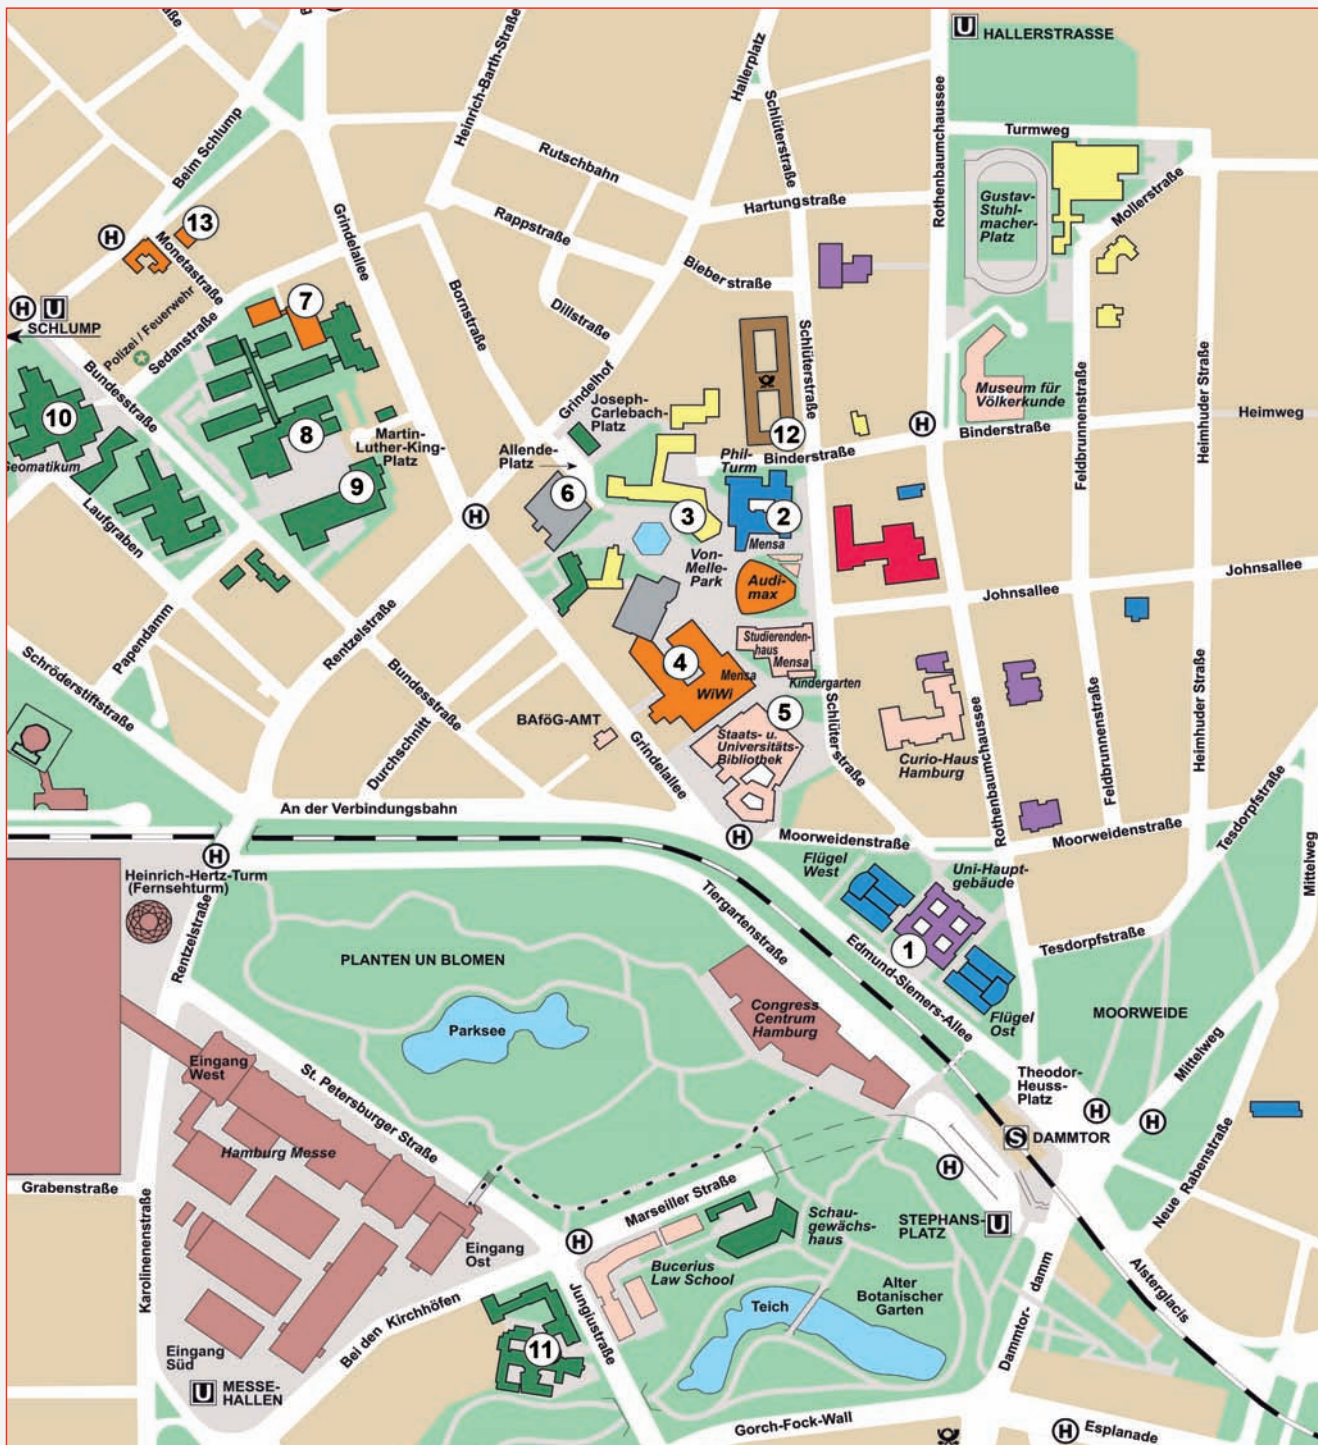 U HALLERSTRASSE
Turmweg
Heinrich-Barth-Straße
Hallerplatz
Schlüterstraße
Rothenbaumchaussee
Beim Schlump
Rutschbahn
Hartungstraße
Gustav-
Stuhl-
macher-
Platz
Mollerstraße
13
H
Monetastraße
Grindelallee
Rappstraße
Bieberstraße
Bornstraße
Dillstraße
7
H U
SCHLUMP
Polizei / Feuerwehr
Sedanstraße
Bundesstraße
Schlüterstraße
Museum für
Völkerkunde
Feldbrunnenstraße
Heimhuder Straße
Heimweg
Grindelhof
Joseph-
Carlebach-
Platz
10
Geomatikum
8
Martin-
Luther-King-
Platz
Allende-
Platz
12
H
Binderstraße
Binderstraße
Phil-
Turm
9
6
3
2
Mensa
H
Laufgraben
Von-
Melle-
Park
Audi-
max
Johnsallee
Johnsallee
Papendamm
Rentzelstraße
Studierenden-
haus
Mensa
Kindergarten
4
Mensa
WiWi
Schröderstiftstraße
Bundesstraße
Durchschnitt
BAföG-AMT
Grindelallee
5
Staats- u.
Universitäts-
Bibliothek
Schlüterstraße
Curio-Haus
Hamburg
Rothenbaumchaussee
Feldbrunnenstraße
Heimhuder Straße
Tesdorpfstraße
Mittelweg
An der Verbindungsbahn
H
Moorweidenstraße
Moorweidenstraße
H
Heinrich-Hertz-Turm
(Fernsehturm)
Rentzelstraße
Flügel
West
Uni-Haupt-
gebäude
Tiergartenstraße
1
Edmund-Siemers-Allee
Tesdorpfstraße
PLANTEN UN BLOMEN
Parksee
Congress
Centrum
Hamburg
Flügel
Ost
MOORWEIDE
Mittelweg
Eingang
West
St. Petersburger Straße
Theodor-
Heuss-
Platz
H
H
S DAMMTOR
Hamburg Messe
Grabenstraße
Karolinenstraße
H
Neue Rabenstraße
Marseiller Straße
Schau-
gewächs-
haus
STEPHANS-
PLATZ U
Eingang
Ost
H
Bucerius
Law School
Alter
Botanischer
Garten
Teich
Dammtor-
damm
Alsterglacis
Jungiusstraße
Bei den Kirchhöfen
11
Eingang
Süd
U MESSE-
HALLEN
Gorch-Fock-Wall
H Esplanade